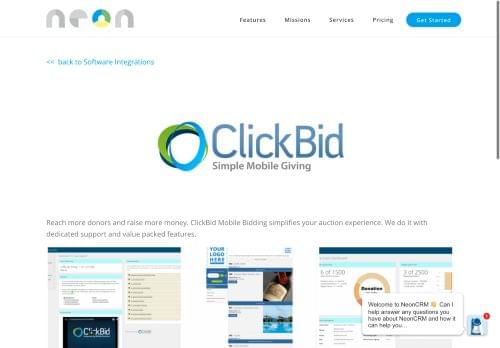 neon
Features
Missions
Services
Pricing
Get Started
<< back to Software Integrations
ClickBid
Simple Mobile Giving
Reach more donors and raise more money. ClickBid Mobile Bidding simplifies your auction experience. We do it with
dedicated support and value packed features.
YOUR
LOGO
HERE
6 of 1500
Donation
ClickBid
Welcome to NeonCRM 👋 Can I
help answer any questions you
have about NeonCRM and how it
can help you...
1